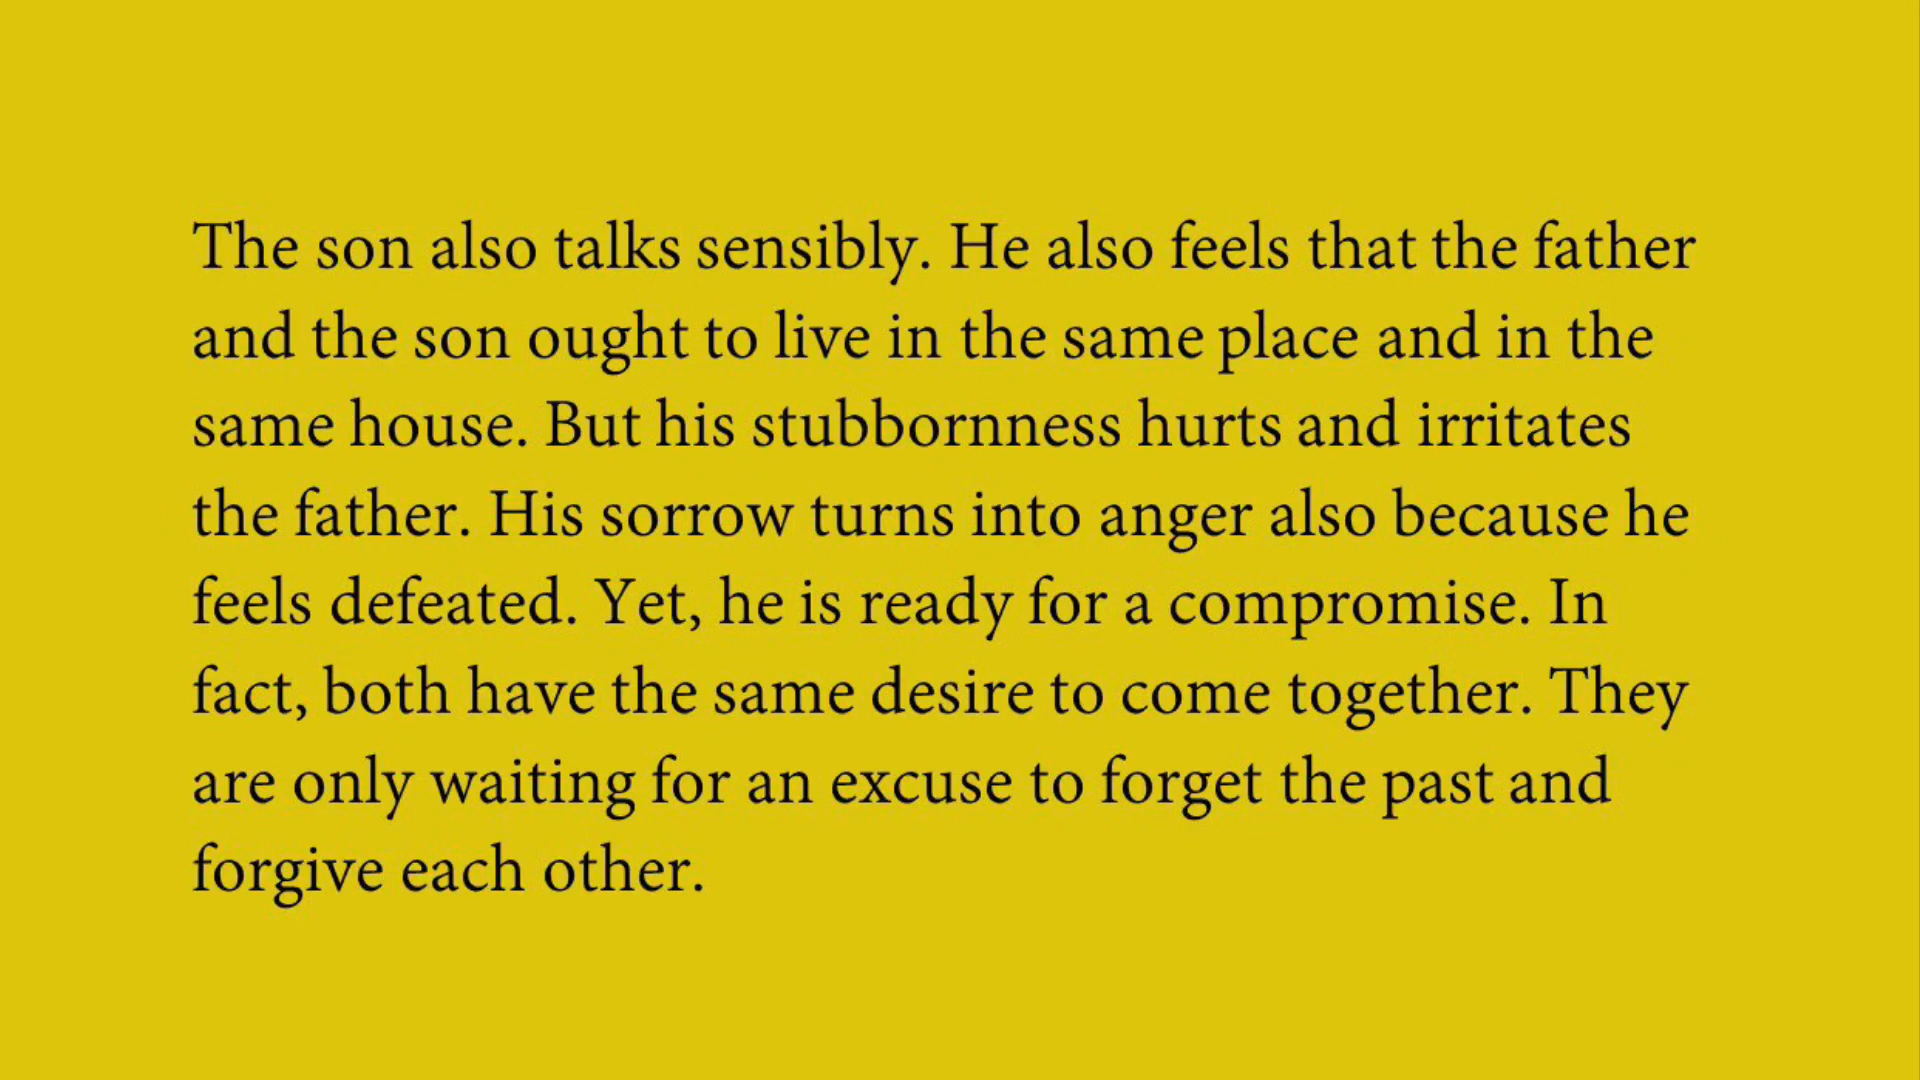 The son also talks sensibly. He also feels that the father
and the son ought to live in the same place and in the
same house. But his stubbornness hurts and irritates
the father. His sorrow turns into anger also because he
feels defeated. Yet, he is ready for a compromise. In
fact, both have the same desire to come together. They
are only waiting for an excuse to forget the past and
forgive each other.